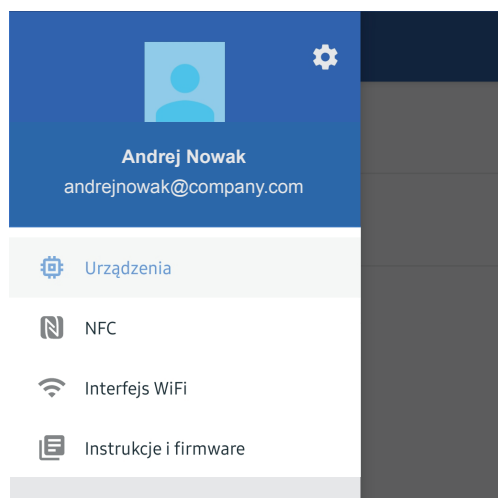 Andrej Nowak
andrejnowak@company.com
Urządzenia
NFC
Interfejs WiFi
Instrukcje i firmware